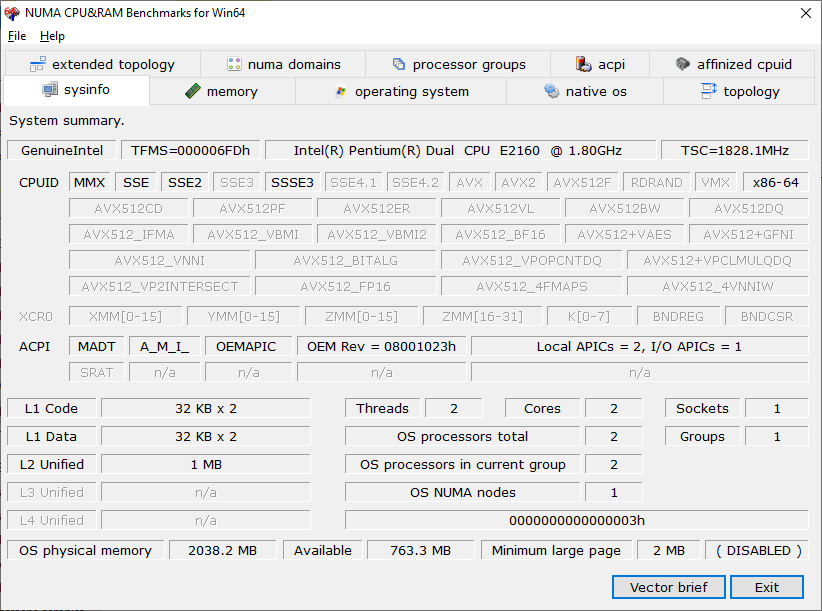 NUMA CPU&RAM Benchmarks for Win64
File Help
extended topology numa domains processor groups acpi affinized cpuid
sysinfo memory operating system native os topology
System summary.
GenuineIntel TFMS=000006FDh Intel(R) Pentium(R) Dual CPU E2160 @ 1.80GHz TSC=1828.1MHz
CPUID MMX SSE SSE2 SSE3 SSSE3 SSE4.1 SSE4.2 AVX AVX2 AVX512F RDRAND VMX x86-64
AVX512CD AVX512PF AVX512ER AVX512VL AVX512BW AVX512DQ
AVX512_IFMA AVX512_VBMI AVX512_VBMI2 AVX512_BF16 AVX512+VAES AVX512+GFNI
AVX512_VNNI AVX512_BITALG AVX512_VPOPCNTDQ AVX512+VPCLMULQDQ
AVX512_VP2INTERSECT AVX512_FP16 AVX512_4FMAPS AVX512_4VNNIW
XCR0 XMM[0-15] YMM[0-15] ZMM[0-15] ZMM[16-31] K[0-7] BNDREG BNDCSR
ACPI MADT A_M_I_ OEMAPIC OEM Rev = 08001023h Local APICs = 2, I/O APICs = 1
SRAT n/a n/a n/a n/a
L1 Code 32 KB x 2 Threads 2 Cores 2 Sockets 1
L1 Data 32 KB x 2 OS processors total 2 Groups 1
L2 Unified 1 MB OS processors in current group 2
L3 Unified n/a OS NUMA nodes 1
L4 Unified n/a 0000000000000003h
OS physical memory 2038.2 MB Available 763.3 MB Minimum large page 2 MB ( DISABLED )
Vector brief Exit